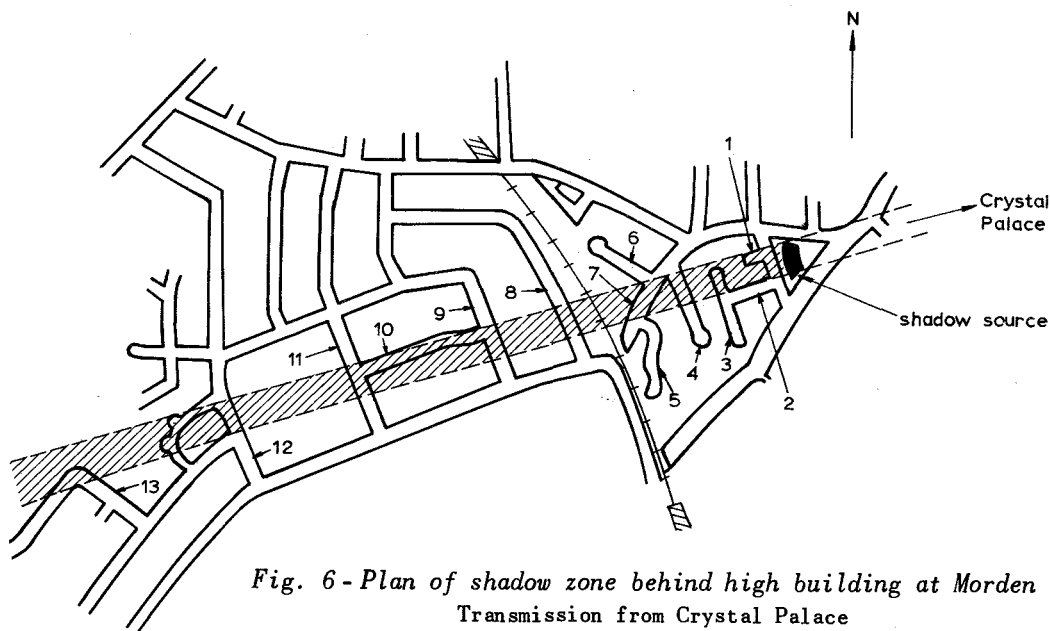 N
1
Crystal
Palace
6
7
8
shadow source
9
10
11
4
3
2
5
12
13
Fig. 6 - Plan of shadow zone behind high building at Morden
Transmission from Crystal Palace